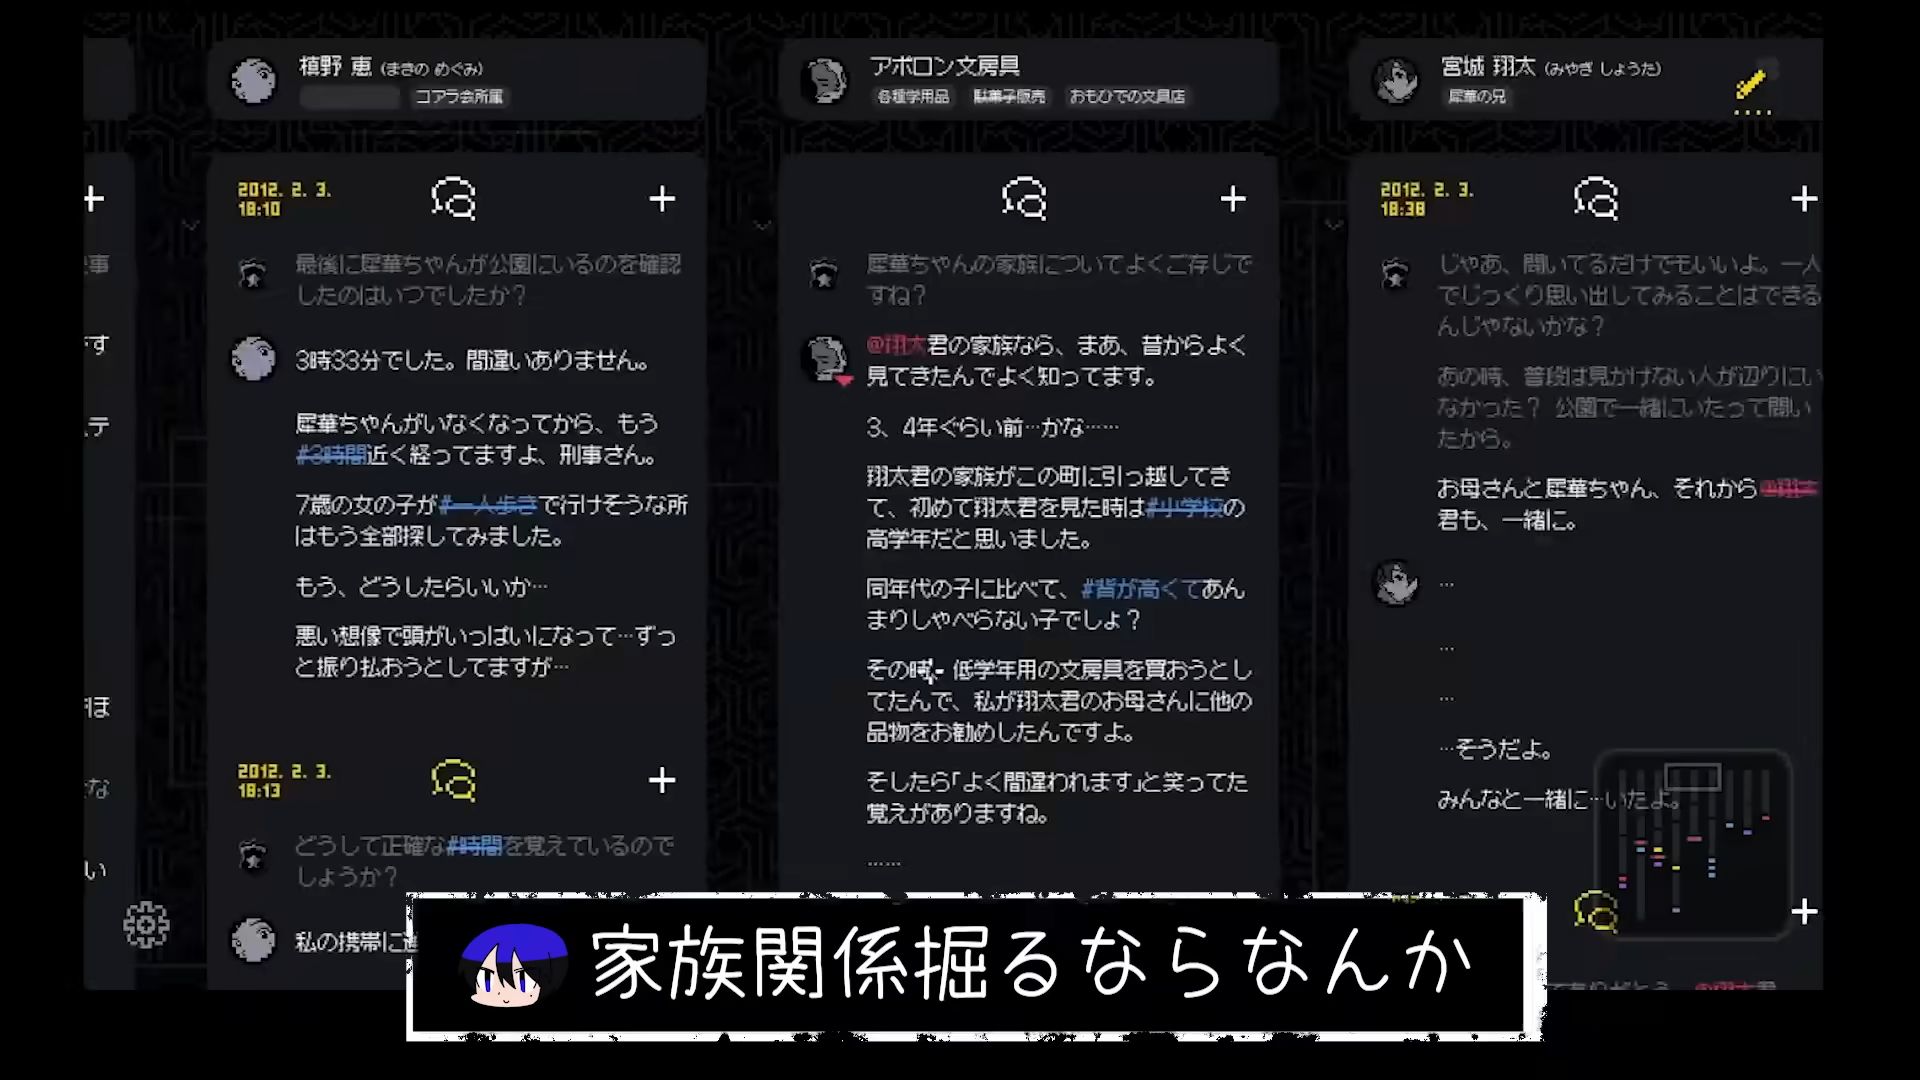 槙野 恵 (まきの めぐみ)
コアラ会所属
2012. 2. 3.
18:10
最後に犀華ちゃんが公園にいるのを確認
したのはいつでしたか?
3時33分でした。間違いありません。
犀華ちゃんがいなくなってから、もう
#3時間近く経ってますよ、刑事さん。
7歳の女の子が#一人歩きで行けそうな所
はもう全部探してみました。
もう、どうしたらいいか…
悪い想像で頭がいっぱいになって…ずっ
と振り払おうとしてますが…
2012. 2. 3.
18:13
どうして正確な#時間を覚えているので
しょうか?
私の携帯に
アポロン文房具
各種学用品 駄菓子販売 おもひでの文具店
犀華ちゃんの家族についてよくご存じで
すね?
@翔太君の家族なら、まあ、昔からよく
見てきたんでよく知ってます。
3、4年ぐらい前…かな……
翔太君の家族がこの町に引っ越してき
て、初めて翔太君を見た時は#小学校の
高学年だと思いました。
同年代の子に比べて、#背が高くてあん
まりしゃべらない子でしょ?
その時、低学年用の文房具を買おうとし
てたんで、私が翔太君のお母さんに他の
品物をお勧めしたんですよ。
そしたら「よく間違われます」と笑ってた
覚えがありますね。
……
宮城 翔太 (みやぎ しょうた)
犀華の兄
2012. 2. 3.
18:38
じゃあ、聞いてるだけでもいいよ。一人
でじっくり思い出してみることはできる
んじゃないかな?
あの時、普段は見かけない人が辺りにい
なかった? 公園で一緒にいたって聞い
たから。
お母さんと犀華ちゃん、それから@翔太
君も、一緒に。
…
…
…
…そうだよ。
みんなと一緒に…いたよ。
家族関係掘るならなんか